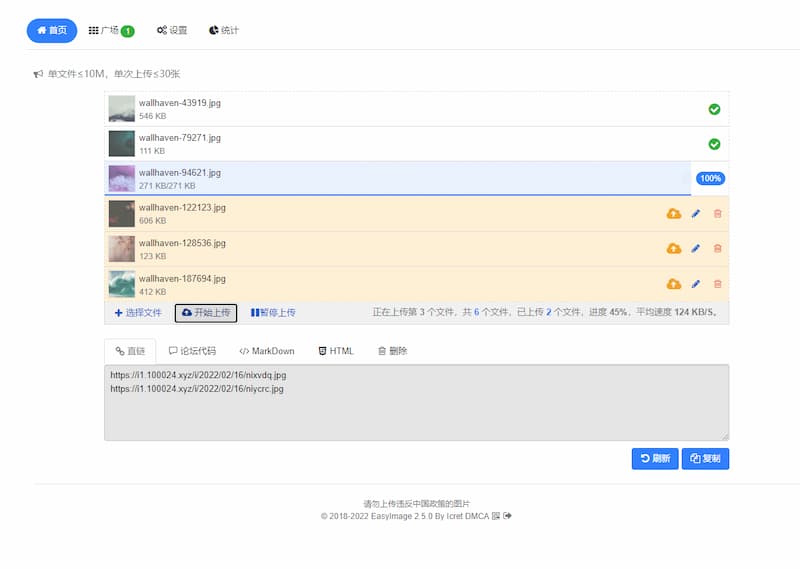 首页 广场 1 设置 统计
单文件≤10M，单次上传≤30张
wallhaven-43919.jpg
546 KB
wallhaven-79271.jpg
111 KB
wallhaven-94621.jpg
271 KB/271 KB
100%
wallhaven-122123.jpg
606 KB
wallhaven-128536.jpg
123 KB
wallhaven-187694.jpg
412 KB
选择文件 开始上传 暂停上传 正在上传第 3 个文件，共 6 个文件，已上传 2 个文件，进度 45%，平均速度 124 KB/S。
直链 论坛代码 MarkDown HTML 删除
https://i1.100024.xyz/i/2022/02/16/nixvdq.jpg
https://i1.100024.xyz/i/2022/02/16/niycrc.jpg
刷新 复制
请勿上传违反中国政策的图片
© 2018-2022 EasyImage 2.5.0 By Icret DMCA